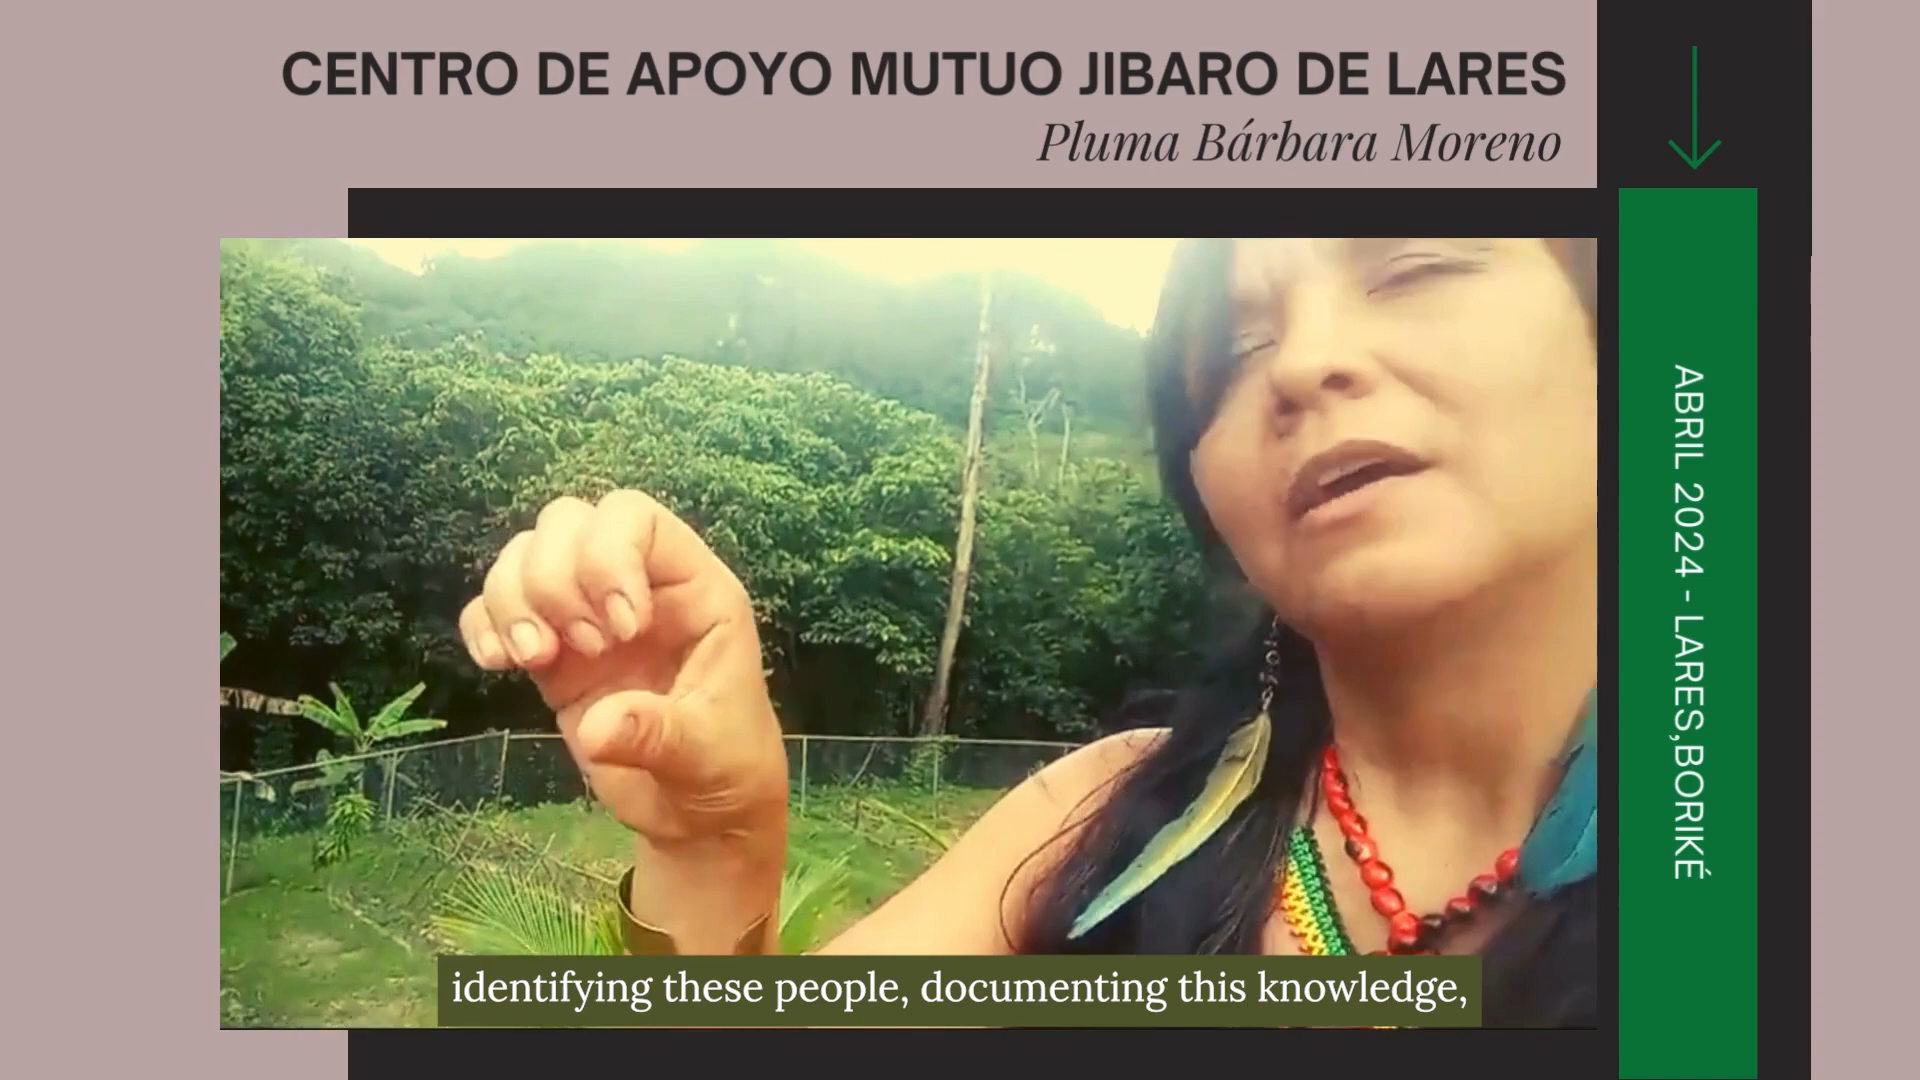 CENTRO DE APOYO MUTUO JIBARO DE LARES
Pluma Bárbara Moreno
ABRIL 2024 - LARES,BORIKÉ
identifying these people, documenting this knowledge,